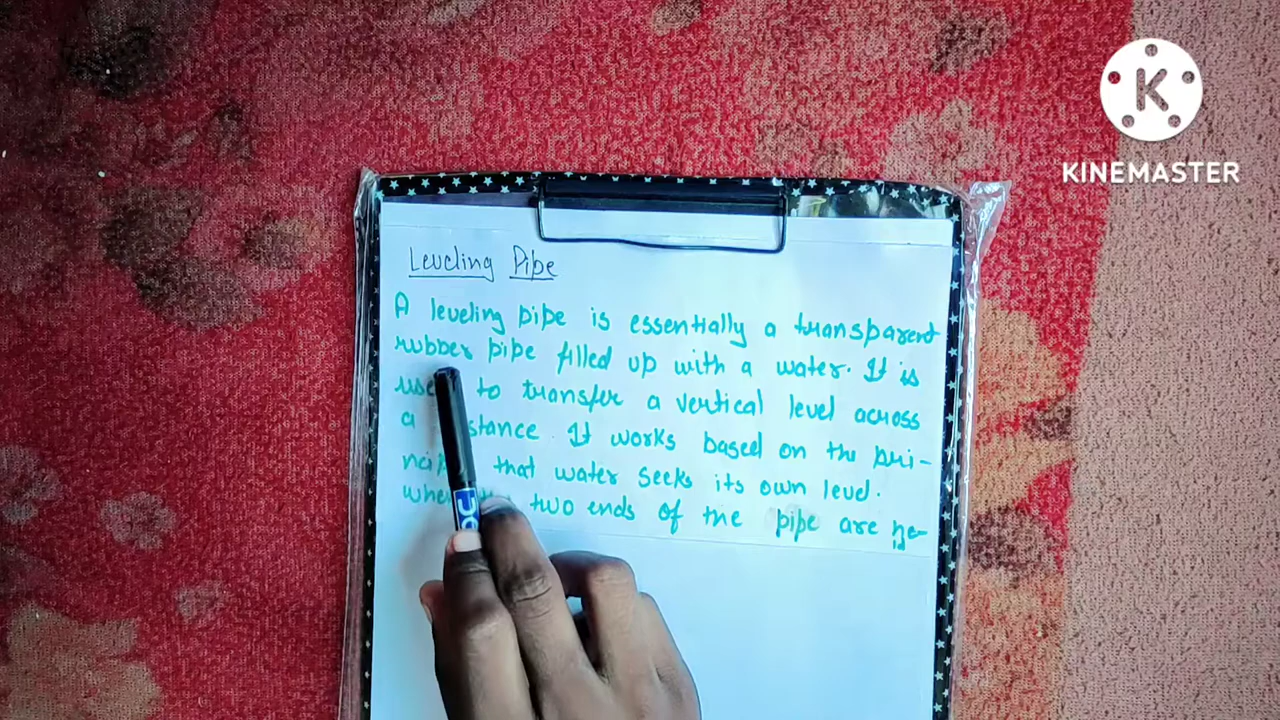 K
KINEMASTER
Leveling Pipe
A leveling pipe is essentially a transparent
rubber pipe filled up with a water. It is
to transfer a vertical level across
a It works based on the pri-
that water seeks its own level.
two ends of the pipe are he-
ld